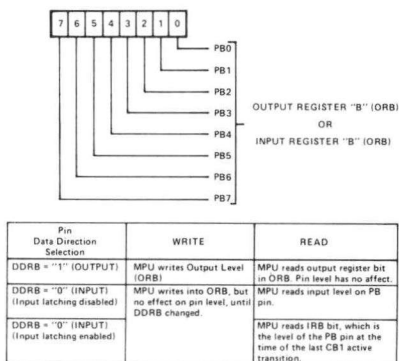 7 6 5 4 3 2 1 0
PB0
PB1
PB2
PB3
PB4
PB5
PB6
PB7
OUTPUT REGISTER "B" (ORB)
OR
INPUT REGISTER "B" (ORB)
Pin
Data Direction
Selection
WRITE
READ
DDRB = "1" (OUTPUT)
MPU writes Output Level
(ORB)
MPU reads output register bit
in ORB. Pin level has no affect.
DDRB = "0" (INPUT)
(Input latching disabled)
MPU writes into ORB, but
no effect on pin level, until
DDRB changed.
MPU reads input level on PB
pin.
DDRB = "0" (INPUT)
(Input latching enabled)
MPU reads IRB bit, which is
the level of the PB pin at the
time of the last CB1 active
transition.